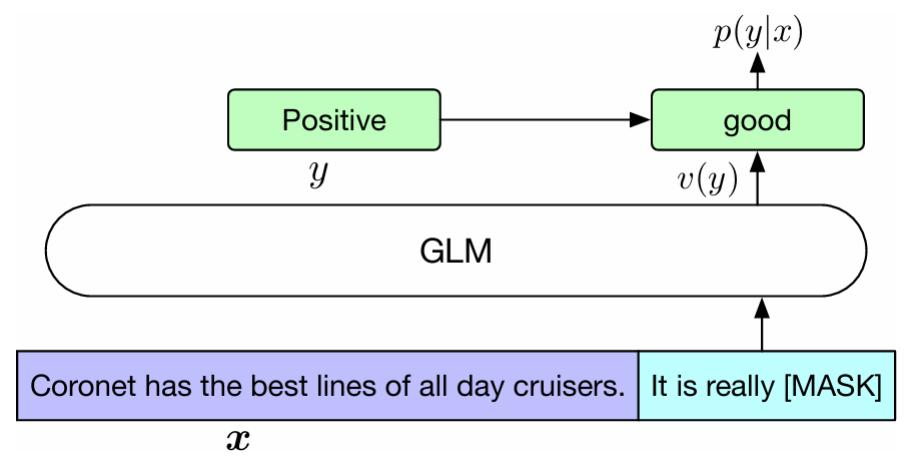 p(y|x)
Positive
good
y
v(y)
GLM
Coronet has the best lines of all day cruisers.
It is really [MASK]
x